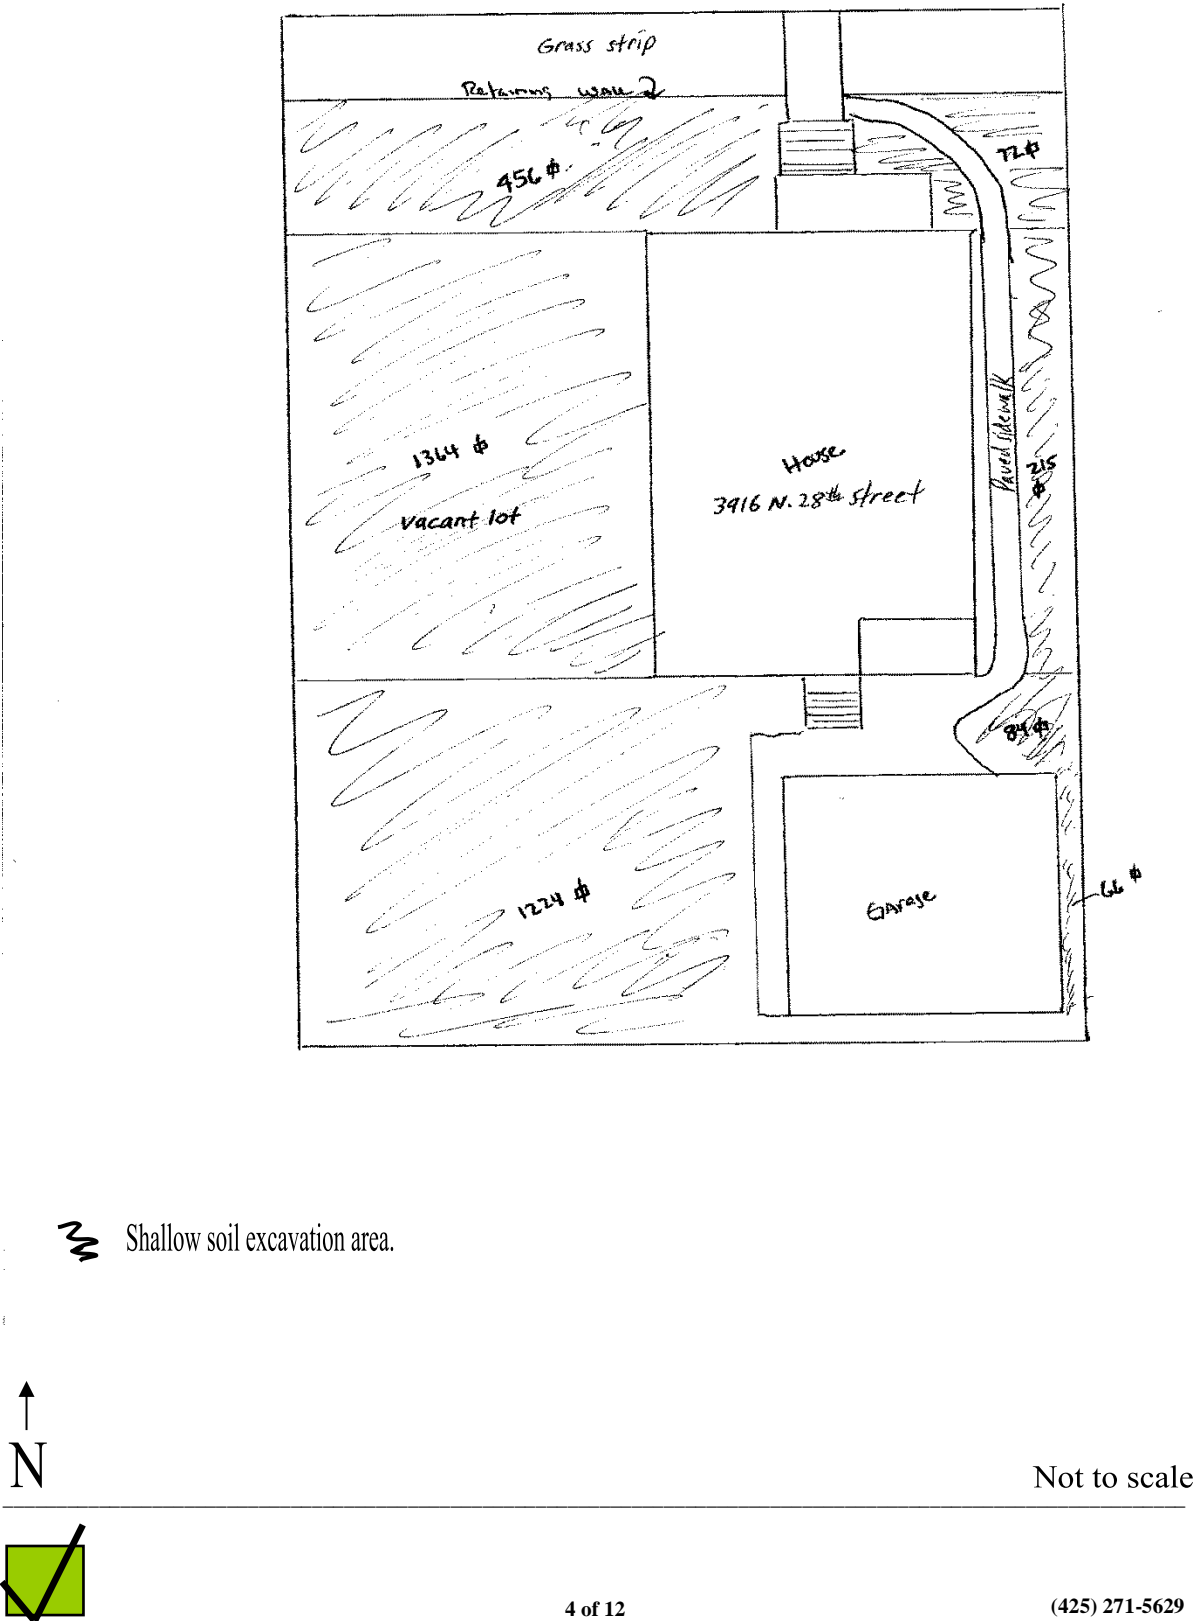 Grass strip
Retaining wall
456 ⌀
72 ⌀
1364 ⌀
Vacant lot
House
3916 N. 28th Street
Paved sidewalk
215
⌀
84 ⌀
1224 ⌀
Garage
66 ⌀
Shallow soil excavation area.
N
Not to scale
4 of 12
(425) 271-5629